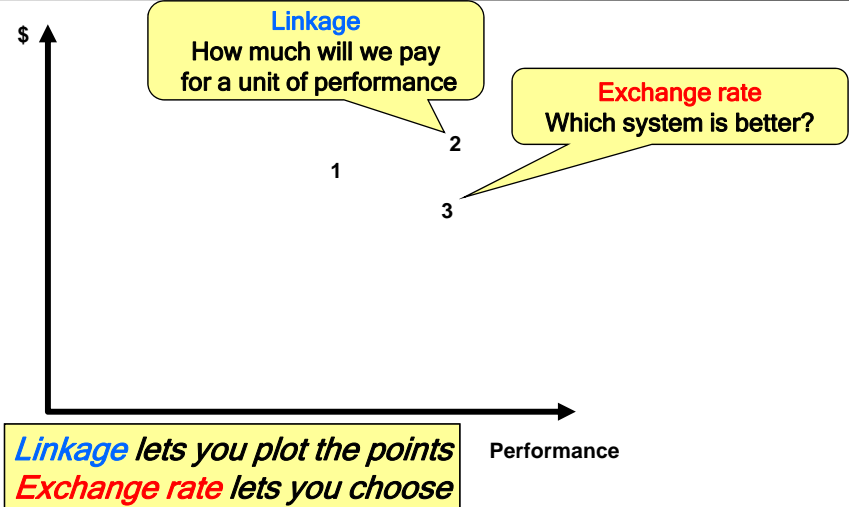 $
Linkage
How much will we pay
for a unit of performance
Exchange rate
Which system is better?
2
1
3
Linkage lets you plot the points
Exchange rate lets you choose
Performance